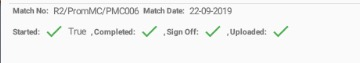 Match No: R2/PromMC/PMC006 Match Date: 22-09-2019
Started: ✓ True ,Completed: ✓ ,Sign Off: ✓ ,Uploaded: ✓